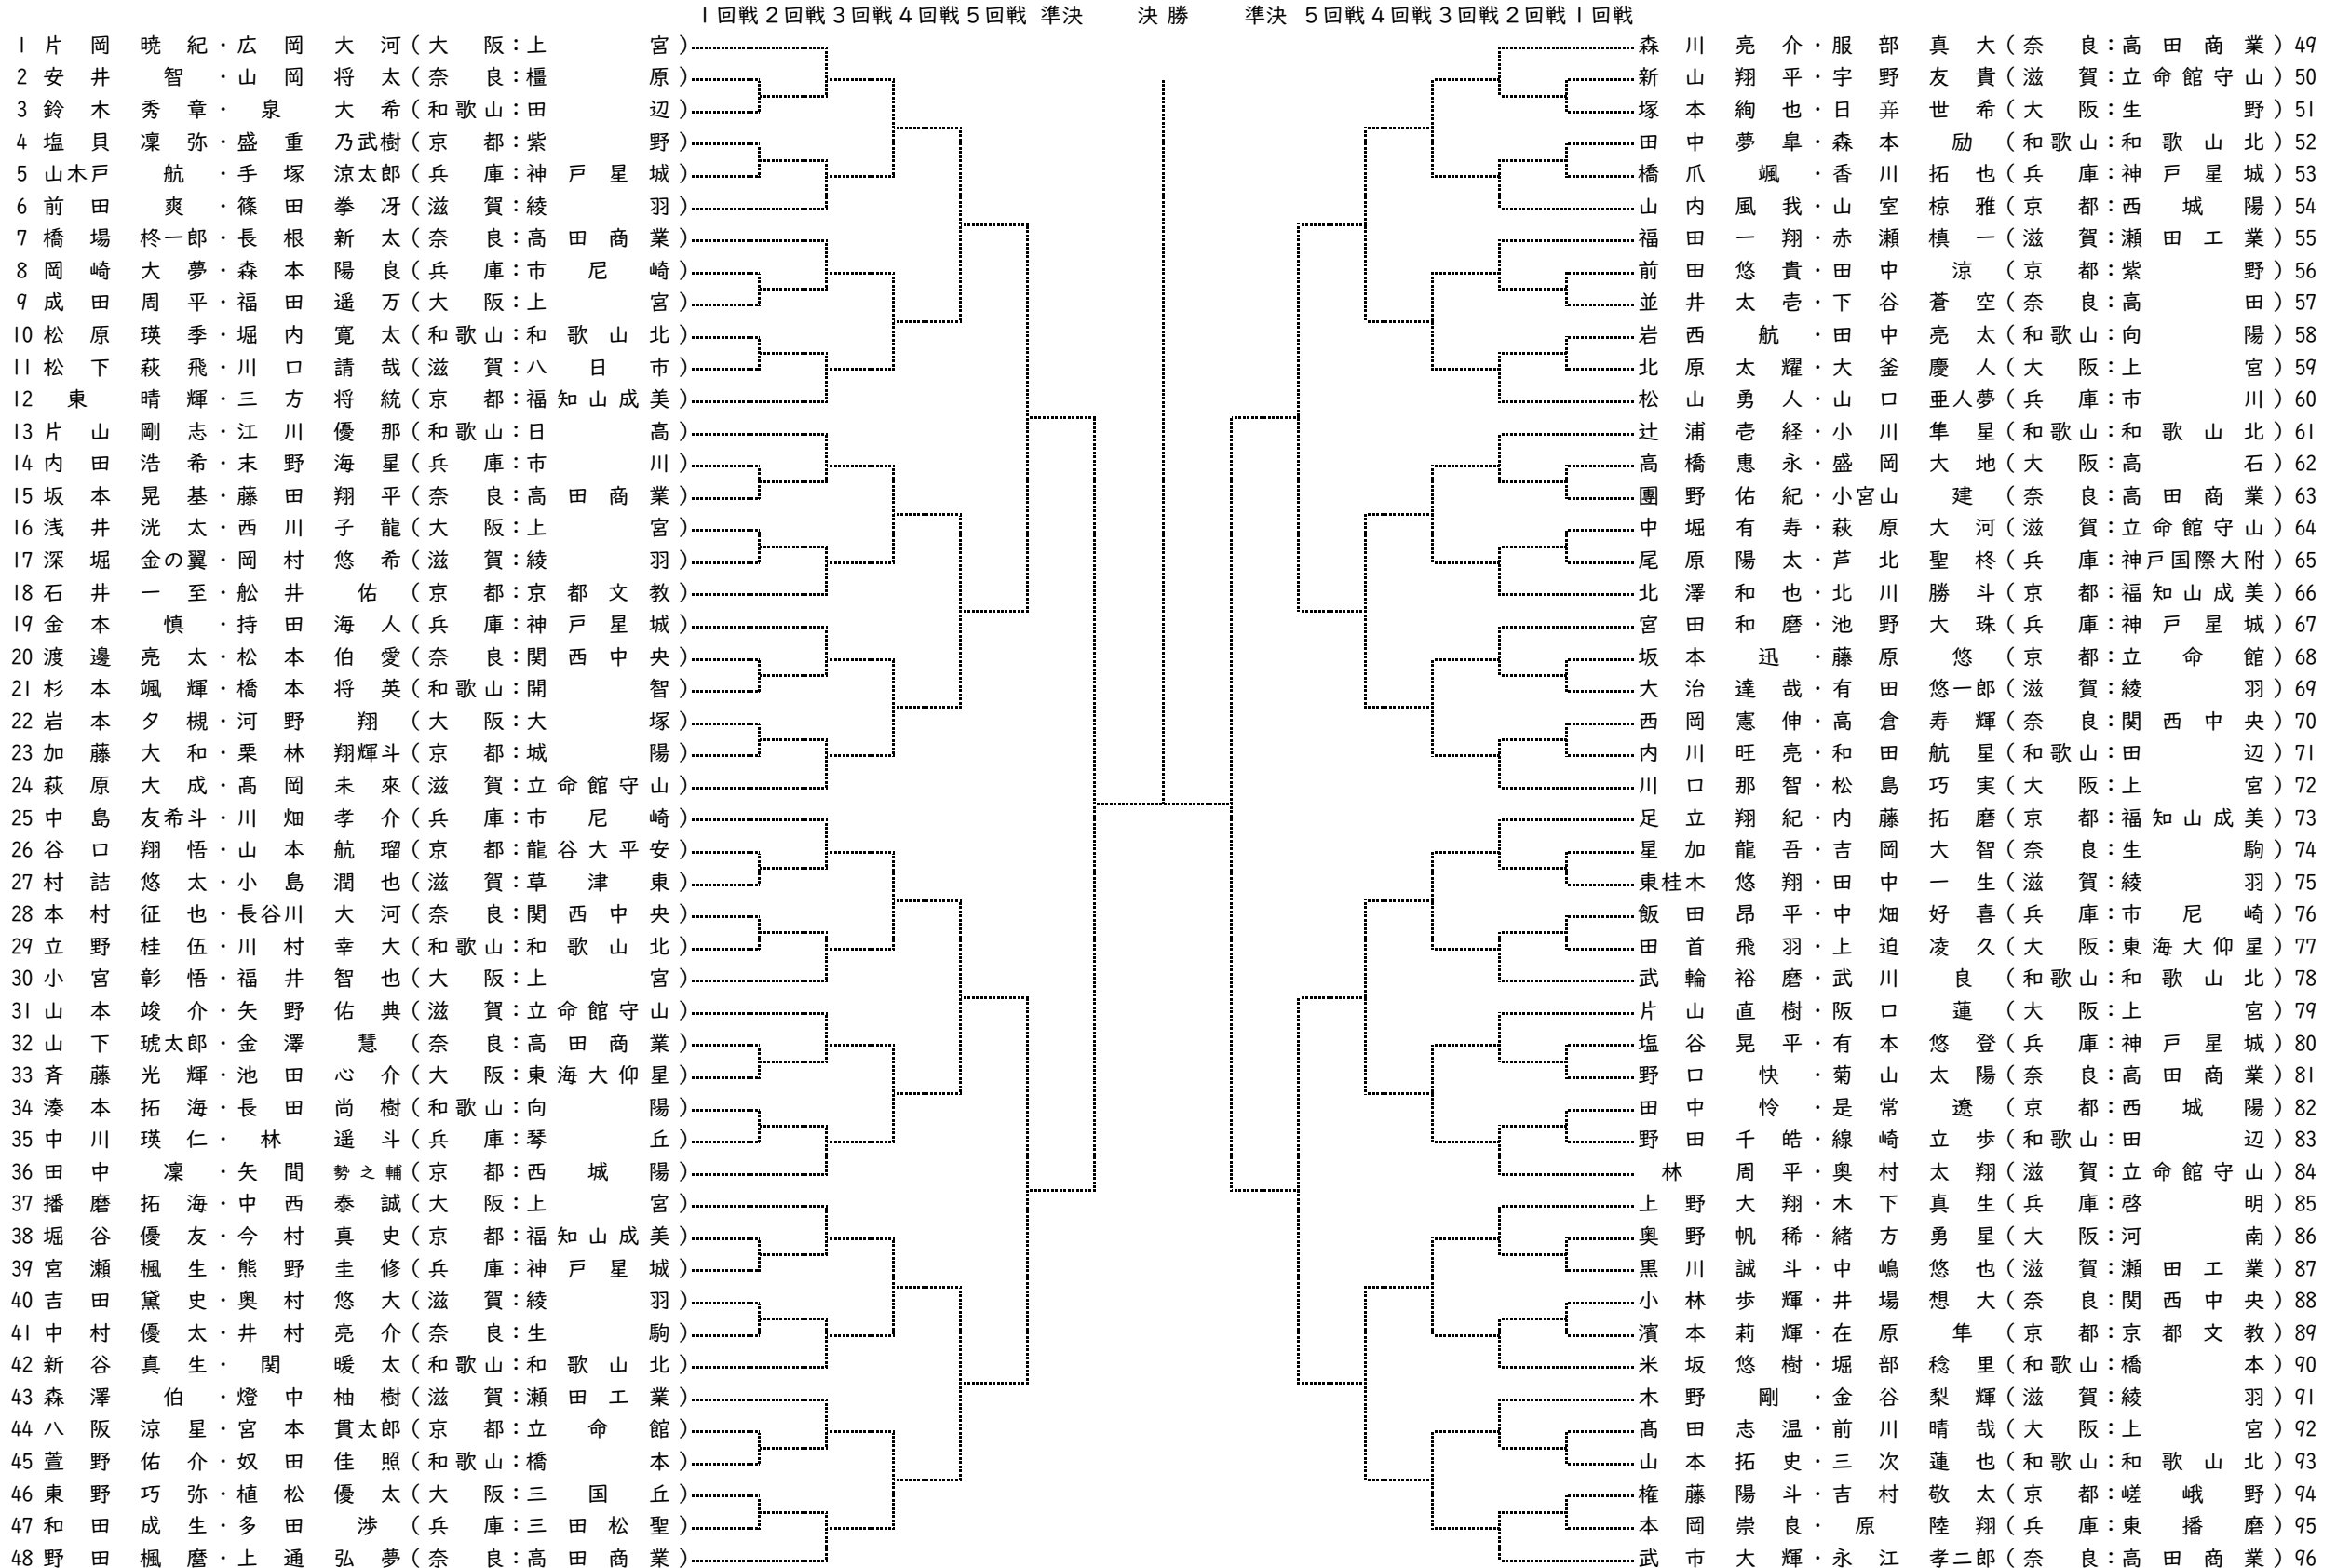 1回戦 2回戦 3回戦 4回戦 5回戦 準決 決勝 準決 5回戦 4回戦 3回戦 2回戦 1回戦
1 片岡 暁紀・広岡 大河(大阪:上宮)
2 安井 智・山岡 将太(奈良:橿原)
3 鈴木 秀章・泉 大希(和歌山:田辺)
4 塩貝 凜弥・盛重 乃武樹(京都:紫野)
5 山木戸 航・手塚 涼太郎(兵庫:神戸星城)
6 前田 爽・篠田 拳冴(滋賀:綾羽)
7 橋場 柊一郎・長根 新太(奈良:高田商業)
8 岡崎 大夢・森本 陽良(兵庫:市尼崎)
9 成田 周平・福田 遥万(大阪:上宮)
10 松原 瑛季・堀内 寛太(和歌山:和歌山北)
11 松下 萩飛・川口 請哉(滋賀:八日市)
12 東 晴輝・三方 将統(京都:福知山成美)
13 片山 剛志・江川 優那(和歌山:日高)
14 内田 浩希・末野 海星(兵庫:市川)
15 坂本 晃基・藤田 翔平(奈良:高田商業)
16 浅井 洸太・西川 子龍(大阪:上宮)
17 深堀 金の翼・岡村 悠希(滋賀:綾羽)
18 石井 一至・舩井 佑(京都:京都文教)
19 金本 慎・持田 海人(兵庫:神戸星城)
20 渡邊 亮太・松本 伯愛(奈良:関西中央)
21 杉本 颯輝・橋本 将英(和歌山:開智)
22 岩本 夕槻・河野 翔(大阪:大塚)
23 加藤 大和・栗林 翔輝斗(京都:城陽)
24 萩原 大成・髙岡 未來(滋賀:立命館守山)
25 中島 友希斗・川畑 孝介(兵庫:市尼崎)
26 谷口 翔悟・山本 航瑠(京都:龍谷大平安)
27 村詰 悠太・小島 潤也(滋賀:草津東)
28 本村 征也・長谷川 大河(奈良:関西中央)
29 立野 桂伍・川村 幸大(和歌山:和歌山北)
30 小宮 彰悟・福井 智也(大阪:上宮)
31 山本 竣介・矢野 佑典(滋賀:立命館守山)
32 山下 琥太郎・金澤 慧(奈良:高田商業)
33 斉藤 光輝・池田 心介(大阪:東海大仰星)
34 湊本 拓海・長田 尚樹(和歌山:向陽)
35 中川 瑛仁・林 遥斗(兵庫:琴丘)
36 田中 凜・矢間 勢之輔(京都:西城陽)
37 播磨 拓海・中西 泰誠(大阪:上宮)
38 堀谷 優友・今村 真史(京都:福知山成美)
39 宮瀬 楓生・熊野 圭修(兵庫:神戸星城)
40 吉田 黛史・奥村 悠大(滋賀:綾羽)
41 中村 優太・井村 亮介(奈良:生駒)
42 新谷 真生・関 暖太(和歌山:和歌山北)
43 森澤 伯・燈中 柚樹(滋賀:瀬田工業)
44 八阪 涼星・宮本 貫太郎(京都:立命館)
45 萱野 佑介・奴田 佳照(和歌山:橋本)
46 東野 巧弥・植松 優太(大阪:三国丘)
47 和田 成生・多田 渉(兵庫:三田松聖)
48 野田 楓麿・上通 弘夢(奈良:高田商業)
森川 亮介・服部 真大(奈良:高田商業)49
新山 翔平・宇野 友貴(滋賀:立命館守山)50
塚本 絢也・日弁 世希(大阪:生野)51
田中 夢皐・森本 励(和歌山:和歌山北)52
橋爪 颯・香川 拓也(兵庫:神戸星城)53
山内 風我・山室 椋雅(京都:西城陽)54
福田 一翔・赤瀬 槙一(滋賀:瀬田工業)55
前田 悠貴・田中 涼(京都:紫野)56
並井 太壱・下谷 蒼空(奈良:高田)57
岩西 航・田中 亮太(和歌山:向陽)58
北原 太耀・大釜 慶人(大阪:上宮)59
松山 勇人・山口 亜人夢(兵庫:市川)60
辻浦 壱経・小川 隼星(和歌山:和歌山北)61
高橋 惠永・盛岡 大地(大阪:高石)62
團野 佑紀・小宮山 建(奈良:高田商業)63
中堀 有寿・萩原 大河(滋賀:立命館守山)64
尾原 陽太・芦北 聖柊(兵庫:神戸国際大附)65
北澤 和也・北川 勝斗(京都:福知山成美)66
宮田 和磨・池野 大珠(兵庫:神戸星城)67
坂本 迅・藤原 悠(京都:立命館)68
大治 達哉・有田 悠一郎(滋賀:綾羽)69
西岡 憲伸・高倉 寿輝(奈良:関西中央)70
内川 旺亮・和田 航星(和歌山:田辺)71
川口 那智・松島 巧実(大阪:上宮)72
足立 翔紀・内藤 拓磨(京都:福知山成美)73
星加 龍吾・吉岡 大智(奈良:生駒)74
東桂木 悠翔・田中 一生(滋賀:綾羽)75
飯田 昂平・中畑 好喜(兵庫:市尼崎)76
田首 飛羽・上迫 凌久(大阪:東海大仰星)77
武輪 裕磨・武川 良(和歌山:和歌山北)78
片山 直樹・阪口 蓮(大阪:上宮)79
塩谷 晃平・有本 悠登(兵庫:神戸星城)80
野口 快・菊山 太陽(奈良:高田商業)81
田中 怜・是常 遼(京都:西城陽)82
野田 千皓・線崎 立歩(和歌山:田辺)83
林 周平・奥村 太翔(滋賀:立命館守山)84
上野 大翔・木下 真生(兵庫:啓明)85
奥野 帆稀・緒方 勇星(大阪:河南)86
黒川 誠斗・中嶋 悠也(滋賀:瀬田工業)87
小林 歩輝・井場 想大(奈良:関西中央)88
濱本 莉輝・在原 隼(京都:京都文教)89
米坂 悠樹・堀部 稔里(和歌山:橋本)90
木野 剛・金谷 梨輝(滋賀:綾羽)91
髙田 志温・前川 晴哉(大阪:上宮)92
山本 拓史・三次 蓮也(和歌山:和歌山北)93
権藤 陽斗・吉村 敬太(京都:嵯峨野)94
本岡 崇良・原 陸翔(兵庫:東播磨)95
武市 大輝・永江 孝二郎(奈良:高田商業)96